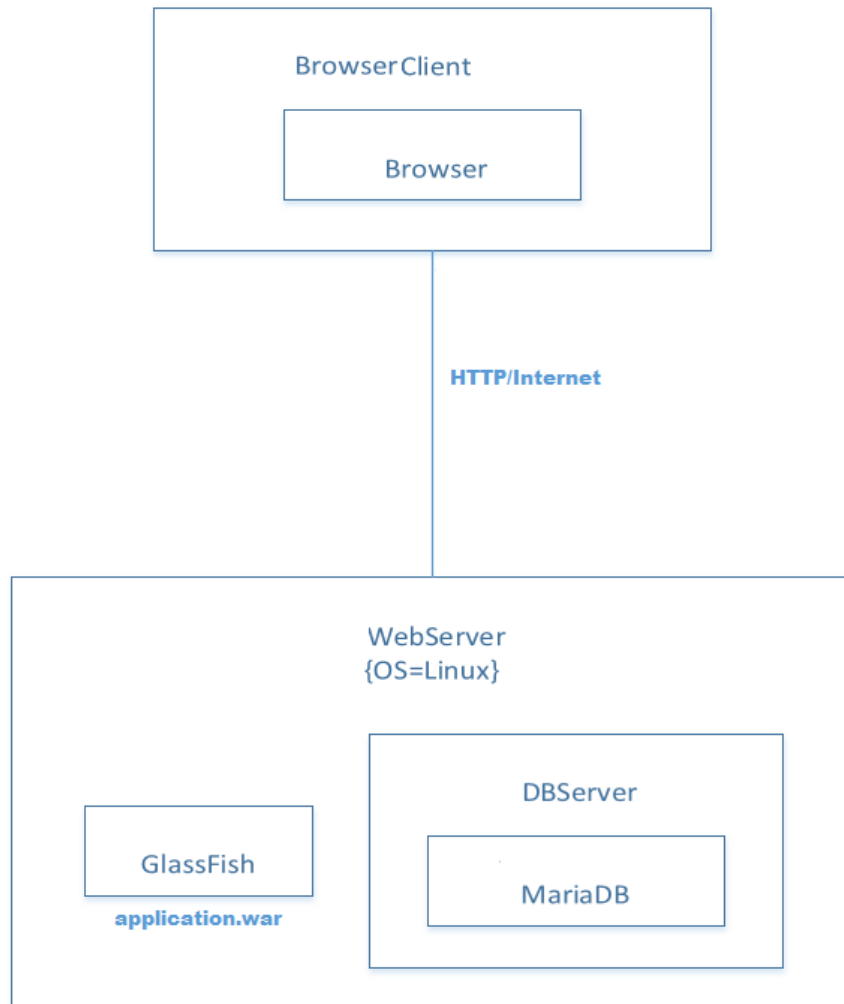 BrowserClient
Browser
HTTP/Internet
WebServer
{OS=Linux}
DBServer
GlassFish
MariaDB
application.war